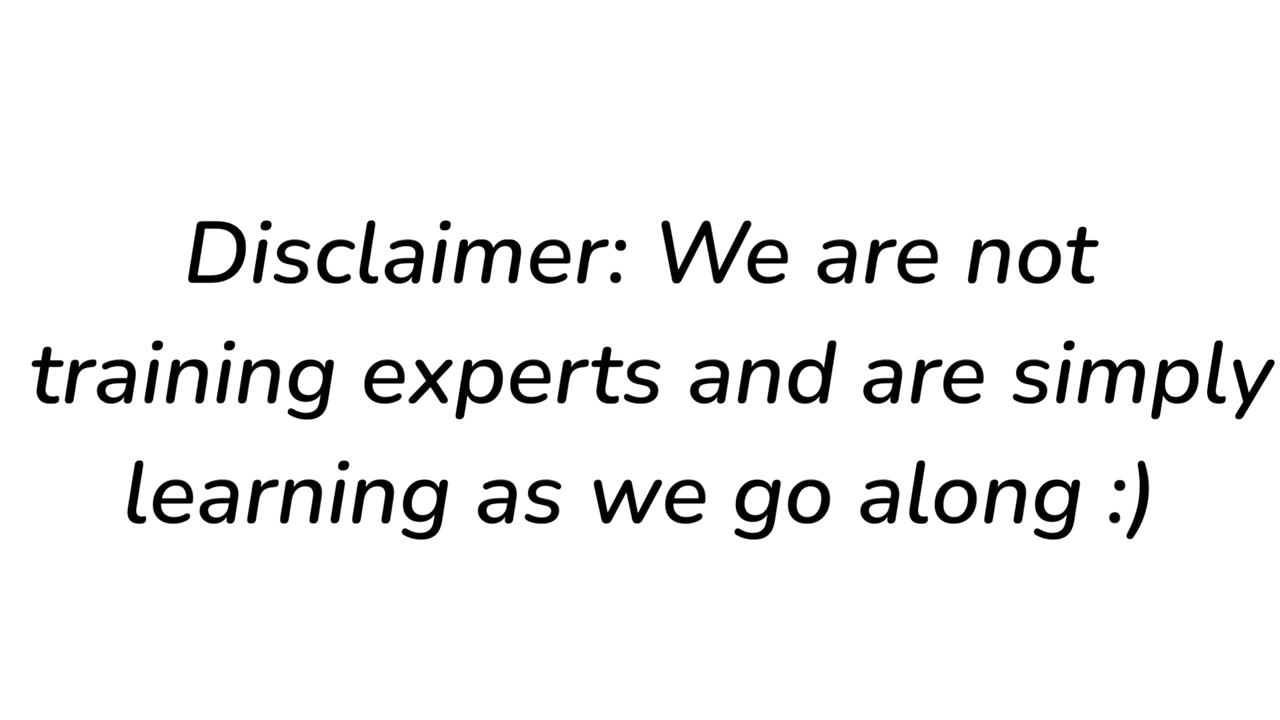 Disclaimer: We are not
training experts and are simply
learning as we go along :)